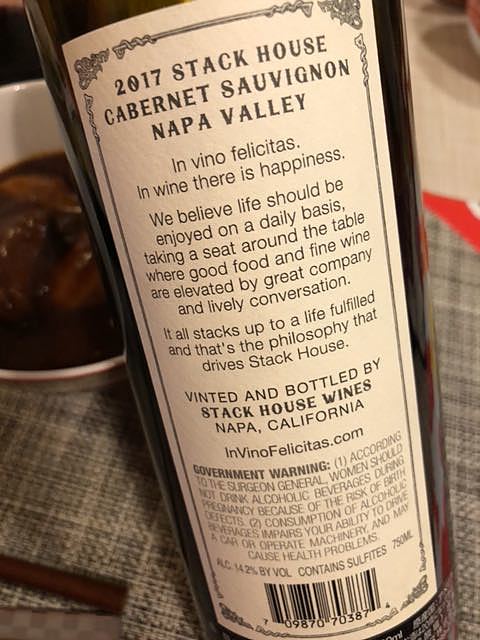 2017 STACK HOUSE
CABERNET SAUVIGNON
NAPA VALLEY
In vino felicitas.
In wine there is happiness.
We believe life should be
enjoyed on a daily basis,
taking a seat around the table
where good food and fine wine
are elevated by great company
and lively conversation.
It all stacks up to a life fulfilled
and that's the philosophy that
drives Stack House.
VINTED AND BOTTLED BY
STACK HOUSE WINES
NAPA, CALIFORNIA
InVinoFelicitas.com
GOVERNMENT WARNING: (1) ACCORDING
TO THE SURGEON GENERAL, WOMEN SHOULD
NOT DRINK ALCOHOLIC BEVERAGES DURING
PREGNANCY BECAUSE OF THE RISK OF BIRTH
DEFECTS. (2) CONSUMPTION OF ALCOHOLIC
BEVERAGES IMPAIRS YOUR ABILITY TO DRIVE
A CAR OR OPERATE MACHINERY, AND MAY
CAUSE HEALTH PROBLEMS.
ALC. 14.2% BY VOL CONTAINS SULFITES 750ML
7 09870 70387 4